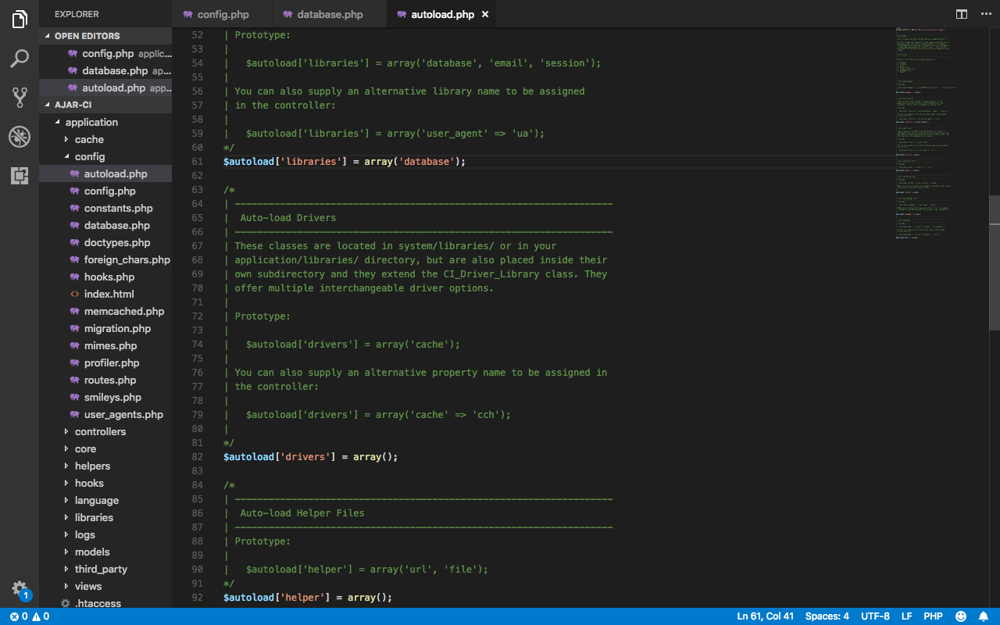 EXPLORER
OPEN EDITORS
config.php applic...
database.php ap...
autoload.php app...
AJAR-CI
application
cache
config
autoload.php
config.php
constants.php
database.php
doctypes.php
foreign_chars.php
hooks.php
index.html
memcached.php
migration.php
mimes.php
profiler.php
routes.php
smileys.php
user_agents.php
controllers
core
helpers
hooks
language
libraries
logs
models
third_party
views
.htaccess
1
config.php database.php autoload.php ×
52 | Prototype:
53 |
54 |   $autoload['libraries'] = array('database', 'email', 'session');
55 |
56 | You can also supply an alternative library name to be assigned
57 | in the controller:
58 |
59 |   $autoload['libraries'] = array('user_agent' => 'ua');
60 */
61 $autoload['libraries'] = array('database');
62
63 /*
64 | -------------------------------------------------------------------
65 |  Auto-load Drivers
66 | -------------------------------------------------------------------
67 | These classes are located in system/libraries/ or in your
68 | application/libraries/ directory, but are also placed inside their
69 | own subdirectory and they extend the CI_Driver_Library class. They
70 | offer multiple interchangeable driver options.
71 |
72 | Prototype:
73 |
74 |   $autoload['drivers'] = array('cache');
75 |
76 | You can also supply an alternative property name to be assigned in
77 | the controller:
78 |
79 |   $autoload['drivers'] = array('cache' => 'cch');
80 |
81 */
82 $autoload['drivers'] = array();
83
84 /*
85 | -------------------------------------------------------------------
86 |  Auto-load Helper Files
87 | -------------------------------------------------------------------
88 | Prototype:
89 |
90 |   $autoload['helper'] = array('url', 'file');
91 */
92 $autoload['helper'] = array();
0 0 Ln 61, Col 41 Spaces: 4 UTF-8 LF PHP